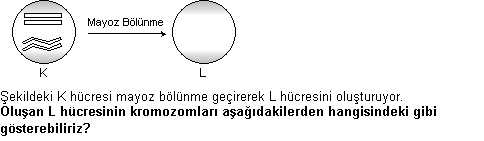 Mayoz Bölünme
K
L
Şekildeki K hücresi mayoz bölünme geçirerek L hücresini oluşturuyor.
Oluşan L hücresinin kromozomları aşağıdakilerden hangisindeki gibi
gösterebiliriz?